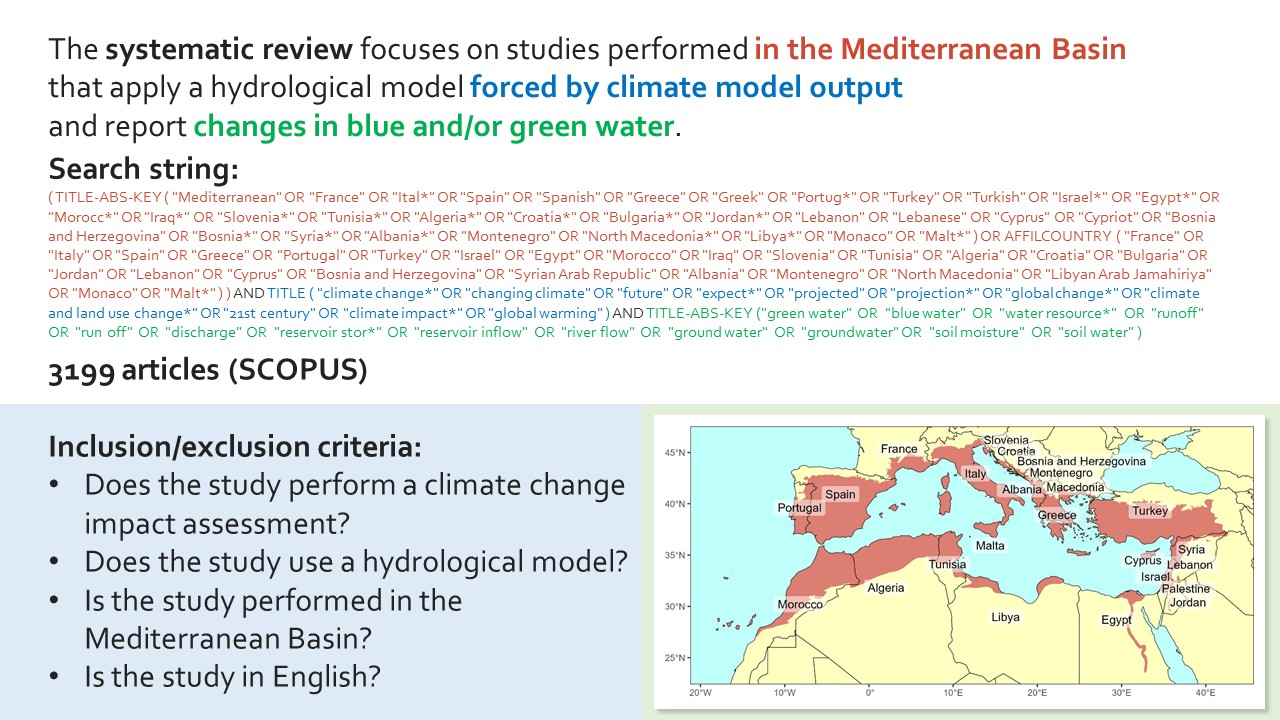 The systematic review focuses on studies performed in the Mediterranean Basin
that apply a hydrological model forced by climate model output
and report changes in blue and/or green water.
Search string:
( TITLE-ABS-KEY ( "Mediterranean" OR "France" OR "Ital*" OR "Spain" OR "Spanish" OR "Greece" OR "Greek" OR "Portug*" OR "Turkey" OR "Turkish" OR "Israel*" OR "Egypt*" OR
"Morocc*" OR "Iraq*" OR "Slovenia*" OR "Tunisia*" OR "Algeria*" OR "Croatia*" OR "Bulgaria*" OR "Jordan*" OR "Lebanon" OR "Lebanese" OR "Cyprus" OR "Cypriot" OR "Bosnia
and Herzegovina" OR "Bosnia*" OR "Syria*" OR "Albania*" OR "Montenegro" OR "North Macedonia*" OR "Libya*" OR "Monaco" OR "Malt*" ) OR AFFILCOUNTRY ( "France" OR
"Italy" OR "Spain" OR "Greece" OR "Portugal" OR "Turkey" OR "Israel" OR "Egypt" OR "Morocco" OR "Iraq" OR "Slovenia" OR "Tunisia" OR "Algeria" OR "Croatia" OR "Bulgaria" OR
"Jordan" OR "Lebanon" OR "Cyprus" OR "Bosnia and Herzegovina" OR "Syrian Arab Republic" OR "Albania" OR "Montenegro" OR "North Macedonia" OR "Libyan Arab Jamahiriya"
OR "Monaco" OR "Malt*" ) ) AND TITLE ( "climate change*" OR "changing climate" OR "future" OR "expect*" OR "projected" OR "projection*" OR "global change*" OR "climate
and land use change*" OR "21st century" OR "climate impact*" OR "global warming" ) AND TITLE-ABS-KEY ("green water" OR "blue water" OR "water resource*" OR "runoff"
OR "run off" OR "discharge" OR "reservoir stor*" OR "reservoir inflow" OR "river flow" OR "ground water" OR "groundwater" OR "soil moisture" OR "soil water" )
3199 articles (SCOPUS)
Inclusion/exclusion criteria:
• Does the study perform a climate change
impact assessment?
• Does the study use a hydrological model?
• Is the study performed in the
Mediterranean Basin?
• Is the study in English?
45°N
40°N
35°N
30°N
25°N
20°W
10°W
0°
10°E
20°E
30°E
40°E
Slovenia
France
Croatia
Bosnia and Herzegovina
Italy
Montenegro
Albania
Macedonia
Spain
Portugal
Greece
Turkey
Malta
Syria
Cyprus
Lebanon
Tunisia
Israel
Algeria
Palestine
Morocco
Jordan
Libya
Egypt